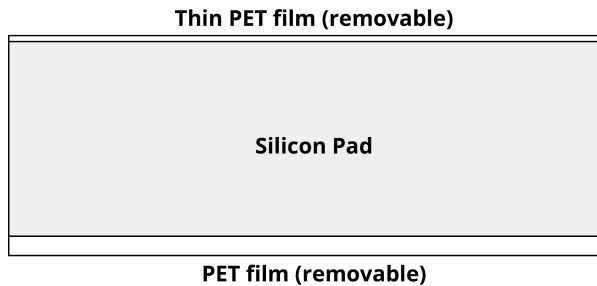 Thin PET film (removable)
Silicon Pad
PET film (removable)